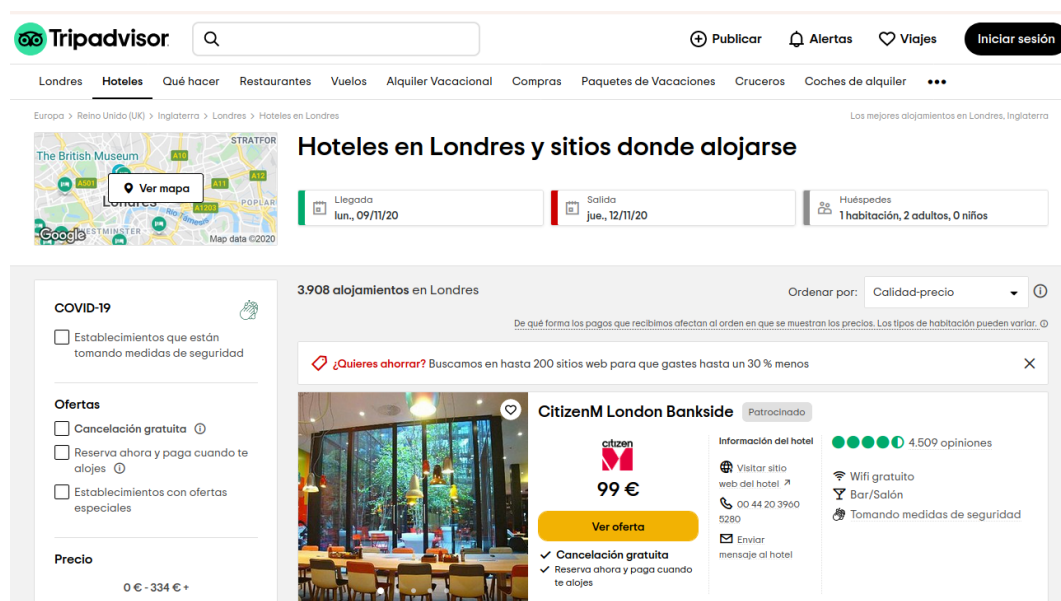 Tripadvisor
Publicar
Alertas
Viajes
Iniciar sesión
Londres
Hoteles
Qué hacer
Restaurantes
Vuelos
Alquiler Vacacional
Compras
Paquetes de Vacaciones
Cruceros
Coches de alquiler
Europa > Reino Unido (UK) > Inglaterra > Londres > Hoteles en Londres
Los mejores alojamientos en Londres, Inglaterra
STRATFOR
The British Museum
A10
A12
A501
Ver mapa
A11
Londres
A1203
POPLAR
Rio Támesis
WESTMINSTER
Google
Map data ©2020
Hoteles en Londres y sitios donde alojarse
Llegada
lun., 09/11/20
Salida
jue., 12/11/20
Huéspedes
1 habitación, 2 adultos, 0 niños
COVID-19
Establecimientos que están
tomando medidas de seguridad
Ofertas
Cancelación gratuita
Reserva ahora y paga cuando te
alojes
Establecimientos con ofertas
especiales
Precio
0 € - 334 € +
3.908 alojamientos en Londres
Ordenar por:
Calidad-precio
De qué forma los pagos que recibimos afectan al orden en que se muestran los precios. Los tipos de habitación pueden variar.
¿Quieres ahorrar? Buscamos en hasta 200 sitios web para que gastes hasta un 30 % menos
CitizenM London Bankside
Patrocinado
citizen
M
99 €
Ver oferta
Cancelación gratuita
Reserva ahora y paga cuando
te alojes
Información del hotel
Visitar sitio
web del hotel
00 44 20 3960
5280
Enviar
mensaje al hotel
4.509 opiniones
Wifi gratuito
Bar/Salón
Tomando medidas de seguridad